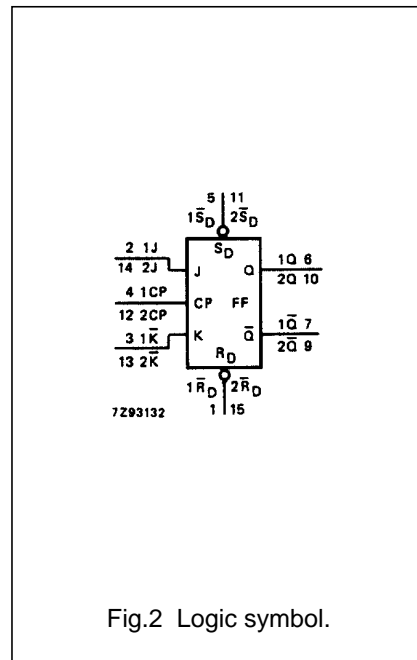 5 11
1S̅D 2S̅D
SD
2 1J
14 2J
J
Q
1Q 6
2Q 10
4 1CP
12 2CP
CP FF
3 1K̅
13 2K̅
K
Q̅
1Q̅ 7
2Q̅ 9
RD
1R̅D 2R̅D
1 15
7Z93132
Fig.2 Logic symbol.